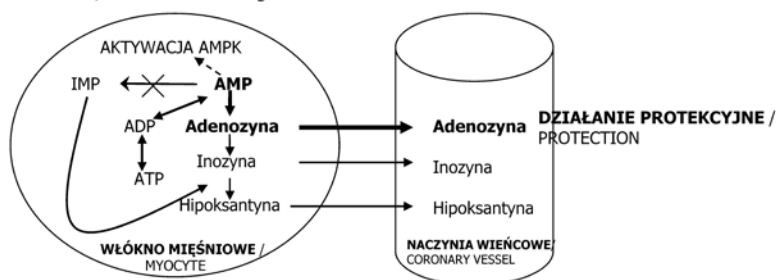 AKTYWACJA AMPK
IMP
AMP
ADP
Adenozyna
Inozyna
ATP
Hipoksantyna
WŁÓKNO MIĘŚNIOWE /
MYOCYTE
Adenozyna
Inozyna
Hipoksantyna
NACZYNIA WIEŃCOWE/
CORONARY VESSEL
DZIAŁANIE PROTEKCYJNE /
PROTECTION